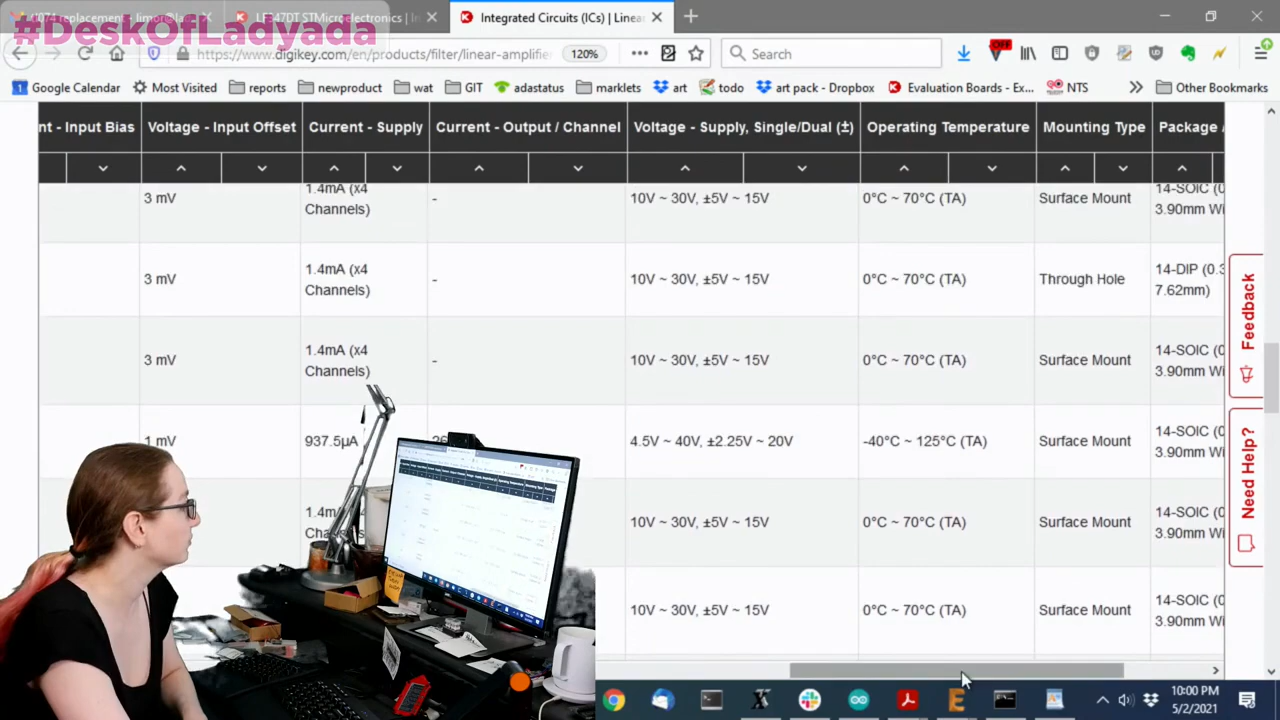 #DeskOfLadyada
Integrated Circuits (ICs) | Linea
https://www.digikey.com/en/products/filter/linear-amplifie
120%
Search
OFF
Google Calendar
Most Visited
reports
newproduct
wat
GIT
adastatus
marklets
art
todo
art pack - Dropbox
Evaluation Boards - Ex...
NTS
Other Bookmarks
nt - Input Bias
Voltage - Input Offset
Current - Supply
Current - Output / Channel
Voltage - Supply, Single/Dual (±)
Operating Temperature
Mounting Type
Package
3 mV
1.4mA (x4
Channels)
-
10V ~ 30V, ±5V ~ 15V
0°C ~ 70°C (TA)
Surface Mount
14-SOIC (0
3.90mm Wi
3 mV
1.4mA (x4
Channels)
-
10V ~ 30V, ±5V ~ 15V
0°C ~ 70°C (TA)
Through Hole
14-DIP (0.3
7.62mm)
3 mV
1.4mA (x4
Channels)
-
10V ~ 30V, ±5V ~ 15V
0°C ~ 70°C (TA)
Surface Mount
14-SOIC (0
3.90mm Wi
1 mV
937.5µA
4.5V ~ 40V, ±2.25V ~ 20V
-40°C ~ 125°C (TA)
Surface Mount
14-SOIC (0
3.90mm Wi
10V ~ 30V, ±5V ~ 15V
0°C ~ 70°C (TA)
Surface Mount
14-SOIC (0
3.90mm Wi
10V ~ 30V, ±5V ~ 15V
0°C ~ 70°C (TA)
Surface Mount
14-SOIC (0
3.90mm Wi
Feedback
Need Help?
10:00 PM
5/2/2021